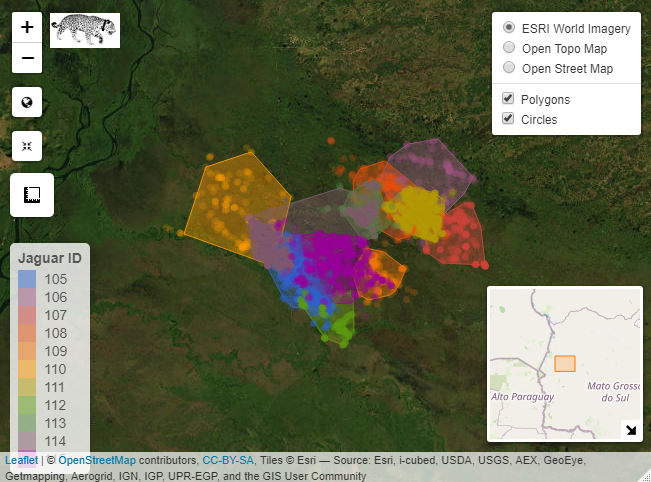 +
−
ESRI World Imagery
Open Topo Map
Open Street Map
Polygons
Circles
Jaguar ID
105
106
107
108
109
110
111
112
113
114
Alto Paraguay
Mato Grosso
do Sul
Leaflet | © OpenStreetMap contributors, CC-BY-SA, Tiles © Esri — Source: Esri, i-cubed, USDA, USGS, AEX, GeoEye,
Getmapping, Aerogrid, IGN, IGP, UPR-EGP, and the GIS User Community